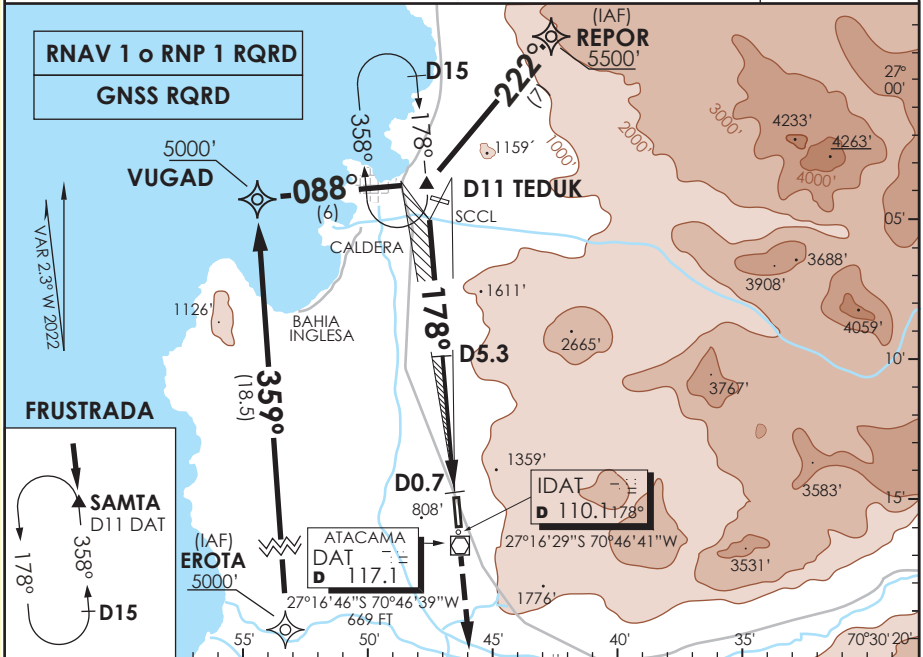 RNAV 1 o RNP 1 RQRD
GNSS RQRD
(IAF)
REPOR
5500'
222°
(7)
D15
358°
178°
5000'
VUGAD
-088°
(6)
D11 TEDUK
SCCL
CALDERA
1159´
1000'
2000'
3000'
4000'
4233'
4263'
27°
00'
05'
10'
15'
VAR 2.3° W 2022
1126'
BAHIA
INGLESA
1611'
178°
D5.3
2665'
3688'
3908'
4059'
3767'
359°
(18.5)
FRUSTRADA
SAMTA
D11 DAT
178°
358°
D15
(IAF)
EROTA
5000'
D0.7
808'
1359'
IDAT
D 110.1 178°
27°16'29"S 70°46'41"W
ATACAMA
DAT
D 117.1
27°16'46"S 70°46'39"W
669 FT
3583'
3531'
1776'
55'
50'
45'
40'
35'
70°30'
20'